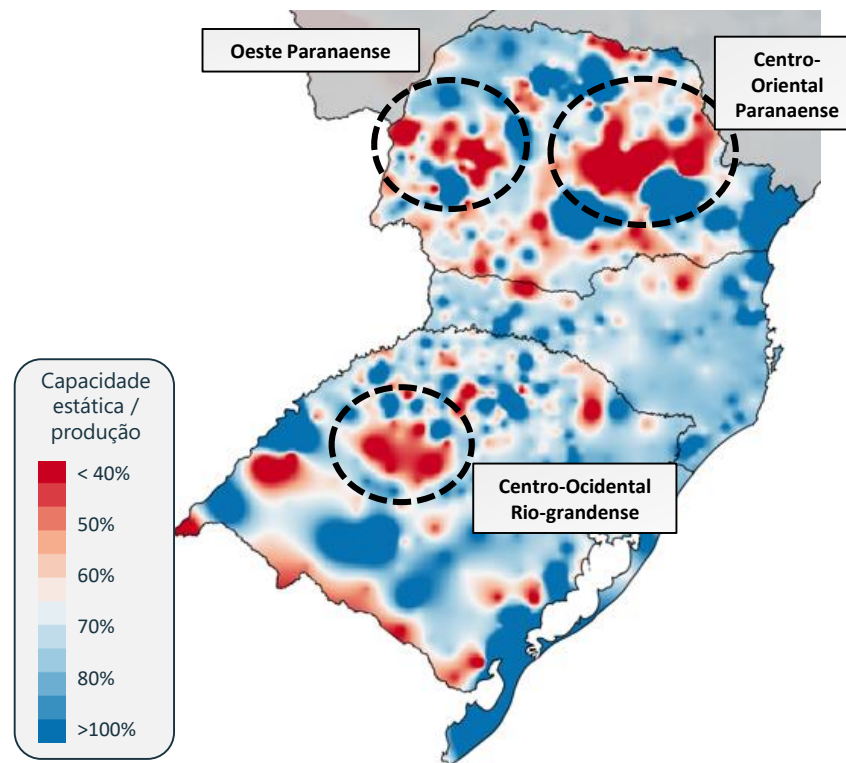 Oeste Paranaense
Centro-
Oriental
Paranaense
Capacidade
estática /
produção
< 40%
50%
60%
70%
80%
>100%
Centro-Ocidental
Rio-grandense